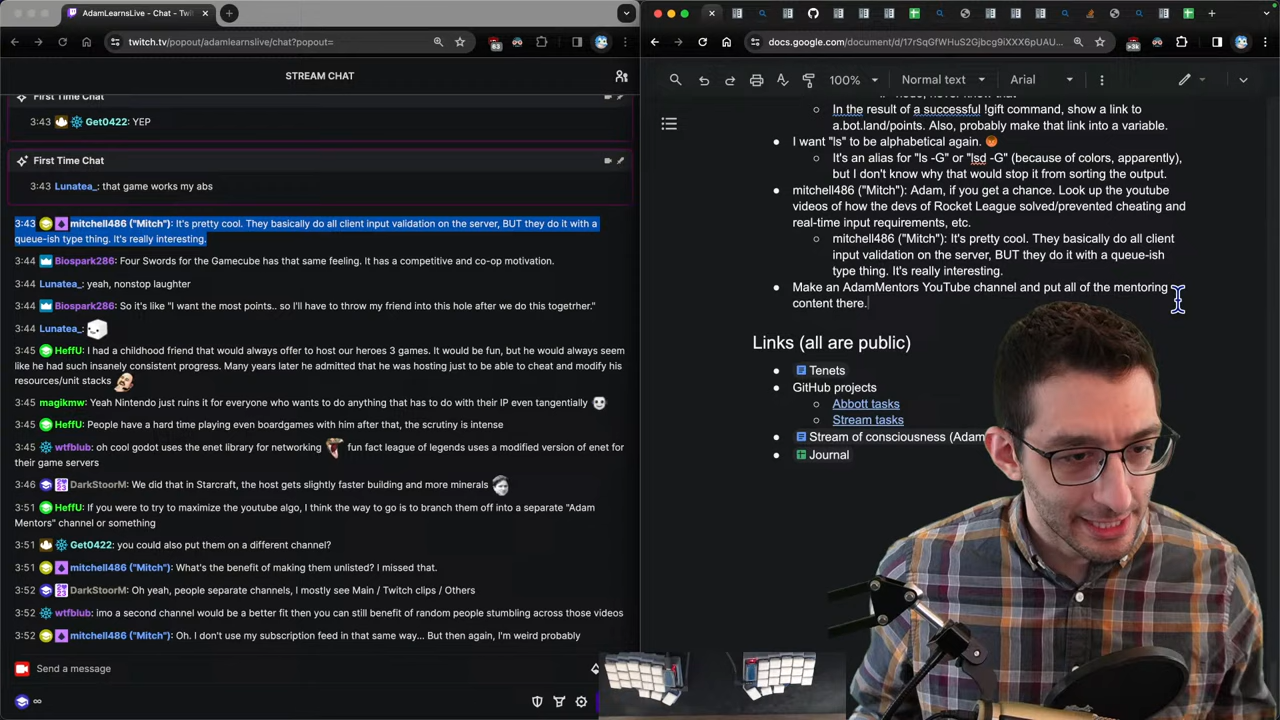 AdamLearnsLive - Chat - Twitch
twitch.tv/popout/adamlearnslive/chat?popout=
63
STREAM CHAT
First Time Chat
3:43 Get0422: YEP
First Time Chat
3:43 Lunatea_: that game works my abs
3:43 mitchell486 ("Mitch"): It's pretty cool. They basically do all client input validation on the server, BUT they do it with a
queue-ish type thing. It's really interesting.
3:44 Biospark286: Four Swords for the Gamecube has that same feeling. It has a competitive and co-op motivation.
3:44 Lunatea_: yeah, nonstop laughter
3:44 Biospark286: So it's like "I want the most points.. so I'll have to throw my friend into this hole after we do this togetrher."
3:44 Lunatea_:
3:45 HeffU: I had a childhood friend that would always offer to host our heroes 3 games. It would be fun, but he would always seem
like he had such insanely consistent progress. Many years later he admitted that he was hosting just to be able to cheat and modify his
resources/unit stacks
3:45 magikmw: Yeah Nintendo just ruins it for everyone who wants to do anything that has to do with their IP even tangentially
3:45 HeffU: People have a hard time playing even boardgames with him after that, the scrutiny is intense
3:45 wtfblub: oh cool godot uses the enet library for networking fun fact league of legends uses a modified version of enet for
their game servers
3:46 DarkStoorM: We did that in Starcraft, the host gets slightly faster building and more minerals
3:51 HeffU: If you were to try to maximize the youtube algo, I think the way to go is to branch them off into a separate "Adam
Mentors" channel or something
3:51 Get0422: you could also put them on a different channel?
3:51 mitchell486 ("Mitch"): What's the benefit of making them unlisted? I missed that.
3:52 DarkStoorM: Oh yeah, people separate channels, I mostly see Main / Twitch clips / Others
3:52 wtfblub: imo a second channel would be a better fit then you can still benefit of random people stumbling across those videos
3:52 mitchell486 ("Mitch"): Oh. I don't use my subscription feed in that same way... But then again, I'm weird probably
Send a message
docs.google.com/document/d/17rSqGfWHuS2Gjbcg9iXXX6pUAU...
>3k
100%
Normal text
Arial
In the result of a successful !gift command, show a link to
a.bot.land/points. Also, probably make that link into a variable.
I want "ls" to be alphabetical again.
It's an alias for "ls -G" or "lsd -G" (because of colors, apparently),
but I don't know why that would stop it from sorting the output.
mitchell486 ("Mitch"): Adam, if you get a chance. Look up the youtube
videos of how the devs of Rocket League solved/prevented cheating and
real-time input requirements, etc.
mitchell486 ("Mitch"): It's pretty cool. They basically do all client
input validation on the server, BUT they do it with a queue-ish
type thing. It's really interesting.
Make an AdamMentors YouTube channel and put all of the mentoring
content there.
Links (all are public)
Tenets
GitHub projects
Abbott tasks
Stream tasks
Stream of consciousness (Adam
Journal